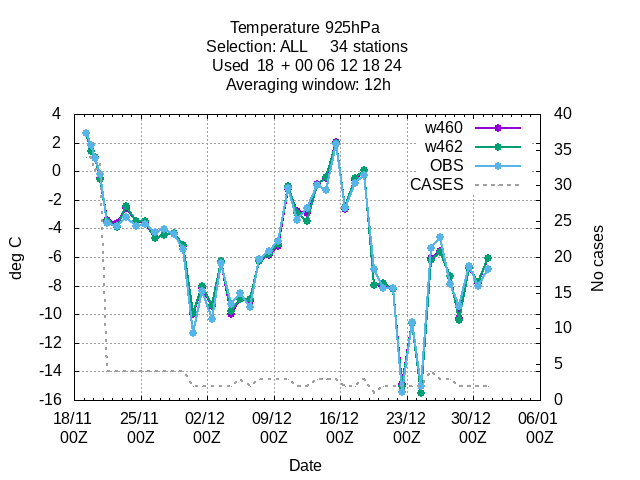 Temperature 925hPa
Selection: ALL 34 stations
Used 18 + 00 06 12 18 24
Averaging window: 12h
4 40
w460
2 35
w462
0 OBS 30
CASES
-2 25
-4
-6 20
deg C No cases
-8 15
-10 10
-12
-14 5
-16 0
18/11 25/11 02/12 09/12 16/12 23/12 30/12 06/01
00Z 00Z 00Z 00Z 00Z 00Z 00Z 00Z
Date